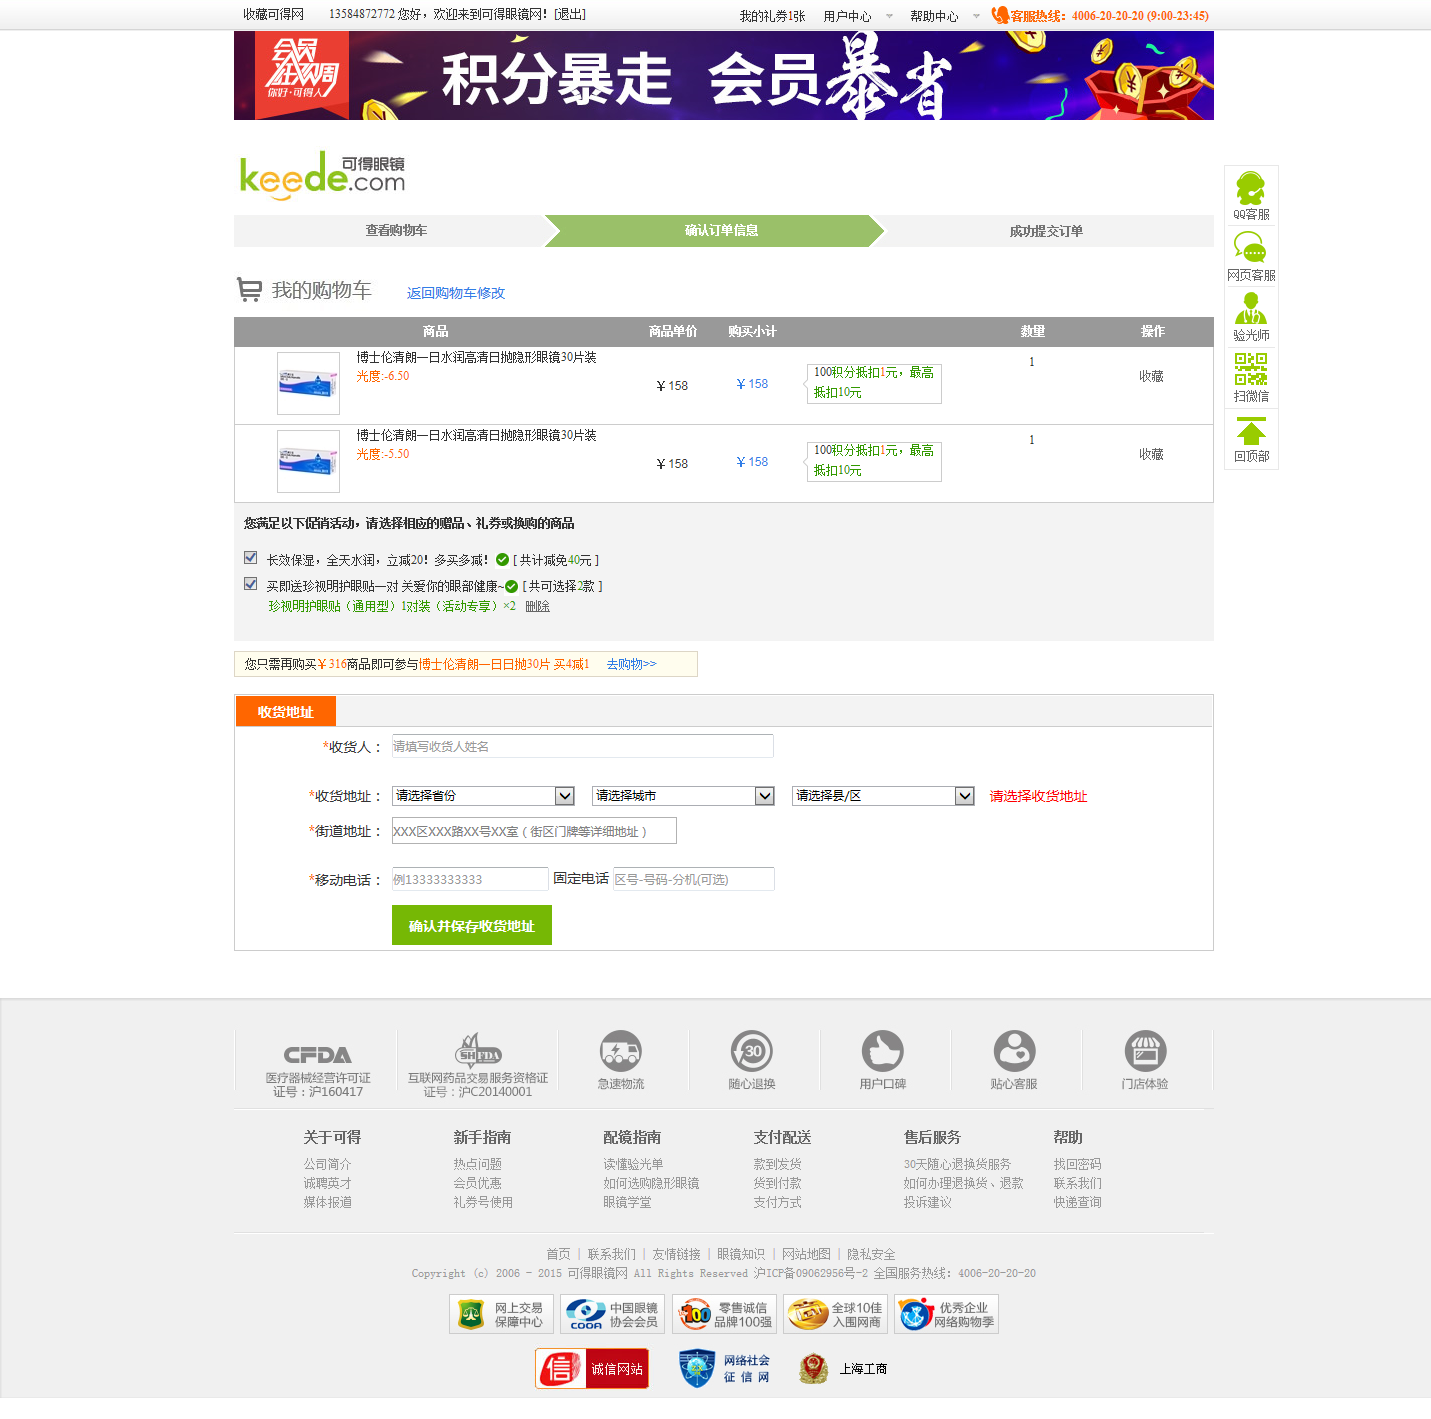 收藏可得网 13584872772 您好，欢迎来到可得眼镜网！[退出] 我的礼券1张 用户中心 帮助中心 客服热线：4006-20-20-20 (9:00-23:45)
会员狂欢周
你好·可得人
积分暴走 会员暴省
keede.com 可得眼镜
查看购物车 确认订单信息 成功提交订单
QQ客服
网页客服
验光师
扫微信
回顶部
我的购物车 返回购物车修改
商品 商品单价 购买小计 数量 操作
博士伦清朗一日水润高清日抛隐形眼镜30片装
光度:-6.50
￥158 ￥158 100积分抵扣1元，最高抵扣10元 1 收藏
博士伦清朗一日水润高清日抛隐形眼镜30片装
光度:-5.50
￥158 ￥158 100积分抵扣1元，最高抵扣10元 1 收藏
您满足以下促销活动，请选择相应的赠品、礼券或换购的商品
长效保湿，全天水润，立减20！多买多减！ [ 共计减免40元 ]
买即送珍视明护眼贴一对 关爱你的眼部健康~ [ 共可选择2款 ]
珍视明护眼贴（通用型）1对装（活动专享）×2 删除
您只需再购买￥316商品即可参与博士伦清朗一日日抛30片 买4减1 去购物>>
收货地址
*收货人： 请填写收货人姓名
*收货地址： 请选择省份 请选择城市 请选择县/区 请选择收货地址
*街道地址： XXX区XXX路XX号XX室（街区门牌等详细地址）
*移动电话： 例13333333333 固定电话 区号-号码-分机(可选)
确认并保存收货地址
CFDA
医疗器械经营许可证
证号：沪160417
SHFDA
互联网药品交易服务资格证
证号：沪C20140001
急速物流
30
随心退换
用户口碑
贴心客服
门店体验
关于可得 新手指南 配镜指南 支付配送 售后服务 帮助
公司简介 热点问题 读懂验光单 款到发货 30天随心退换货服务 找回密码
诚聘英才 会员优惠 如何选购隐形眼镜 货到付款 如何办理退换货、退款 联系我们
媒体报道 礼券号使用 眼镜学堂 支付方式 投诉建议 快递查询
首页 | 联系我们 | 友情链接 | 眼镜知识 | 网站地图 | 隐私安全
Copyright (c) 2006 - 2015 可得眼镜网 All Rights Reserved 沪ICP备09062956号-2 全国服务热线：4006-20-20-20
网上交易保障中心 COOA 中国眼镜协会会员 100 零售诚信品牌100强 全球10佳入围网商 优秀企业网络购物季
信 诚信网站 网络社会征信网 上海工商